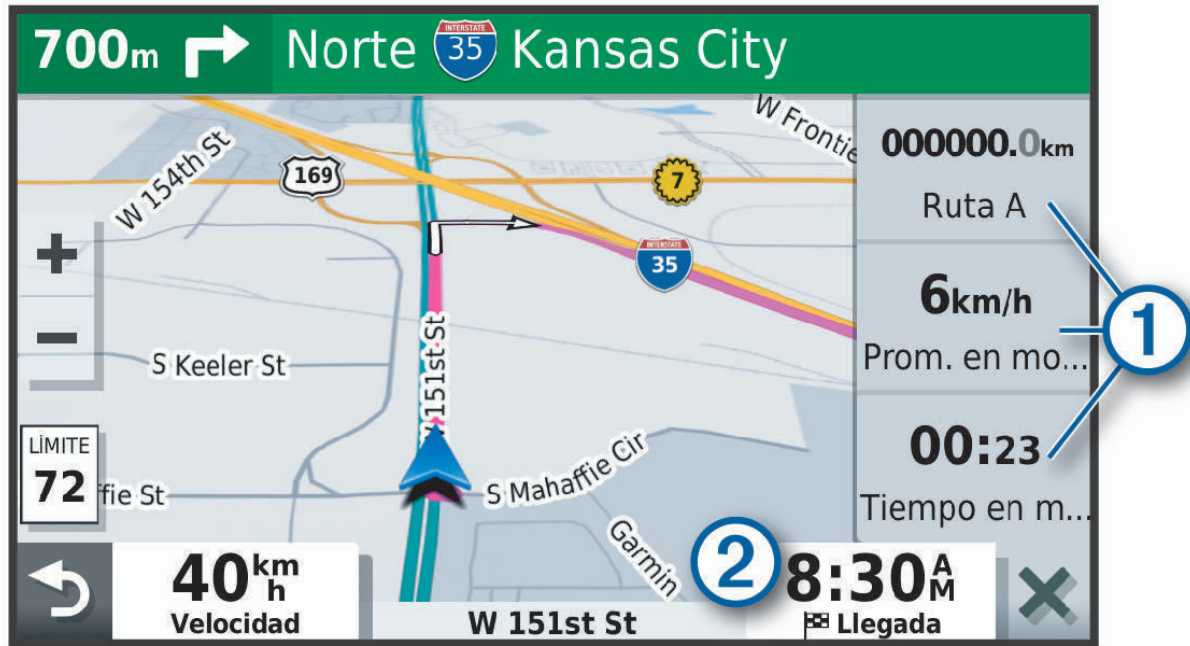 700m Norte INTERSTATE 35 Kansas City
W 154th St
169
7
W Frontie
000000.0km
Ruta A
INTERSTATE
35
6km/h
Prom. en mo...
1
+
−
S Keeler St
W 151st St
00:23
Tiempo en m...
LÍMITE
72
ffie St
S Mahaffie Cir
Garmin
2
40 km h
Velocidad
W 151st St
8:30 AM
Llegada